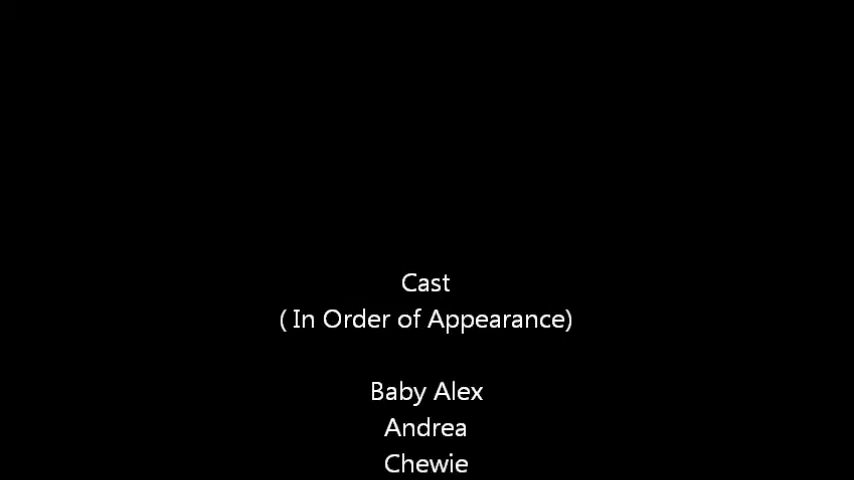 Cast
( In Order of Appearance)
Baby Alex
Andrea
Chewie